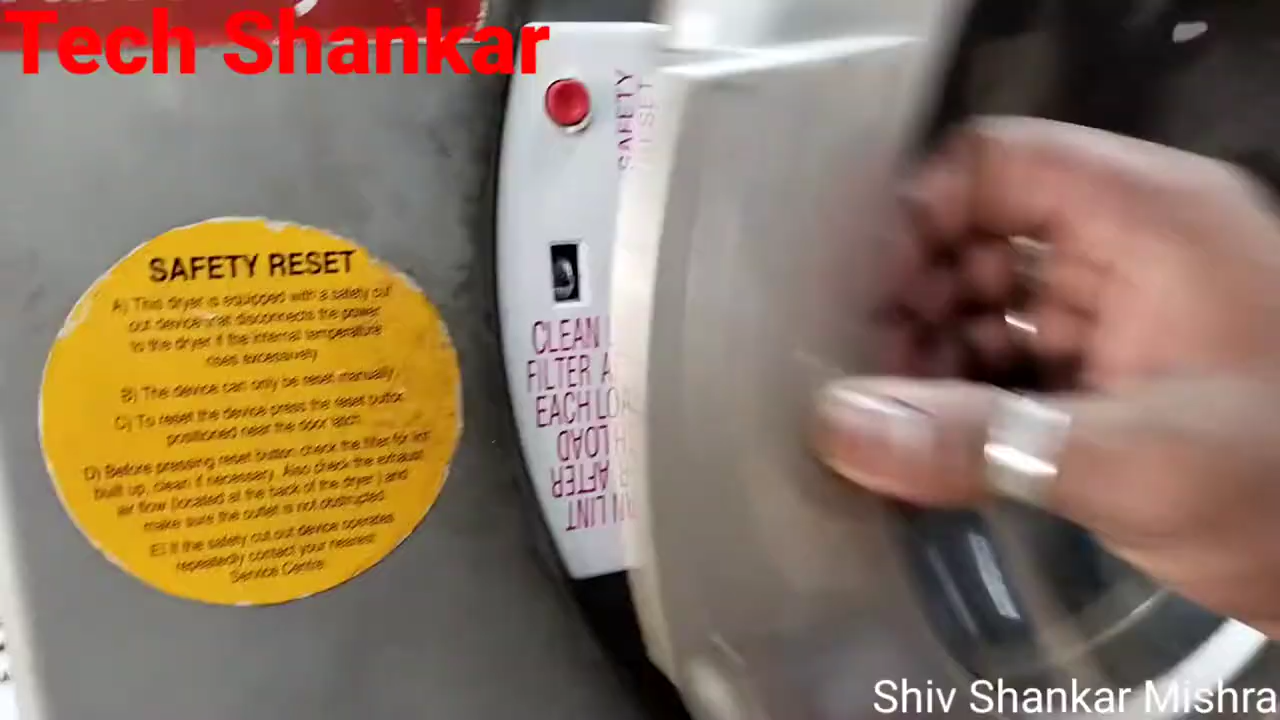 Tech Shankar
SAFETY RESET
A) This dryer is equipped with a safety cut
out device that disconnects the power
to the dryer if the internal temperature
rises excessively
B) The device can only be reset manually
C) To reset the device press the reset button
positioned near the door latch
D) Before pressing reset button, check the filter for lint
built up, clean if necessary. Also check the exhaust
air flow (located at the back of the dryer) and
make sure the outlet is not obstructed
E) If the safety cut out device operates
repeatedly contact your nearest
Service Centre
SAFETY
CLEAN
FILTER
EACH
LOAD
AFTER
LINT
Shiv Shankar Mishra